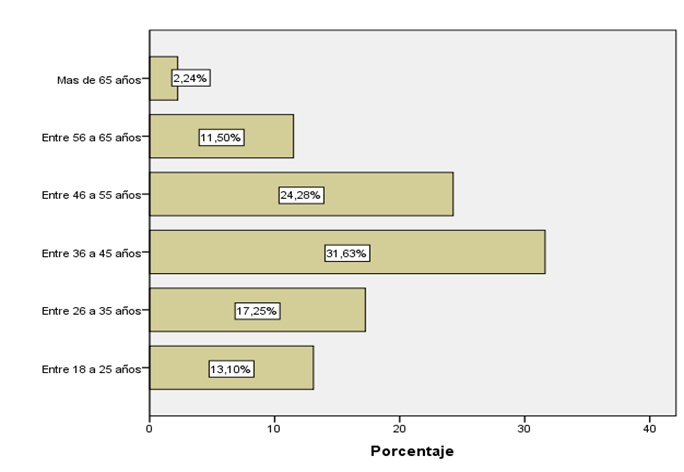 Mas de 65 años 2,24%
Entre 56 a 65 años 11,50%
Entre 46 a 55 años 24,28%
Entre 36 a 45 años 31,63%
Entre 26 a 35 años 17,25%
Entre 18 a 25 años 13,10%
0 10 20 30 40
Porcentaje